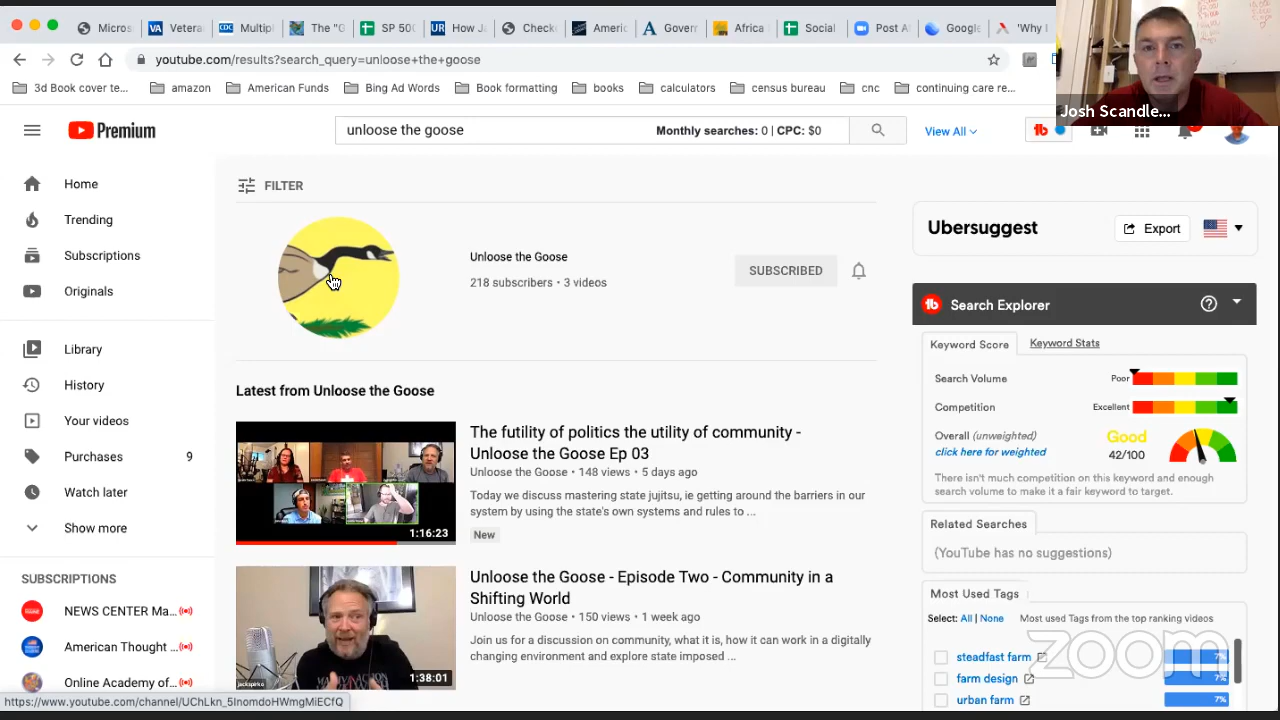 Micros
Veteran
CDC
Multipl
The "G
SP 500
UR
How Ja
Checke
Americ
Govern
Africa
Social
Post A
Google
'Why I
youtube.com/results?search_query=unloose+the+goose
3d Book cover te...
amazon
American Funds
Bing Ad Words
Book formatting
books
calculators
census bureau
cnc
continuing care re...
Josh Scandle...
Premium
unloose the goose
Monthly searches: 0 | CPC: $0
View All
Home
Trending
Subscriptions
Originals
Library
History
Your videos
Purchases 9
Watch later
Show more
SUBSCRIPTIONS
NEWS CENTER Ma...
American Thought ...
Online Academy of...
FILTER
Unloose the Goose
218 subscribers • 3 videos
SUBSCRIBED
Latest from Unloose the Goose
The futility of politics the utility of community -
Unloose the Goose Ep 03
Unloose the Goose • 148 views • 5 days ago
Today we discuss mastering state jujitsu, ie getting around the barriers in our
system by using the state's own systems and rules to ...
New
1:16:23
Unloose the Goose - Episode Two - Community in a
Shifting World
Unloose the Goose • 150 views • 1 week ago
Join us for a discussion on community, what it is, how it can work in a digitally
changing environment and explore state imposed ...
jackspirko
1:38:01
Ubersuggest
Export
Search Explorer
Keyword Score
Keyword Stats
Search Volume
Poor
Competition
Excellent
Overall (unweighted)
click here for weighted
Good
42/100
There isn't much competition on this keyword and enough
search volume to make it a fair keyword to target.
Related Searches
(YouTube has no suggestions)
Most Used Tags
Select: All | None Most used Tags from the top ranking videos
steadfast farm 7%
farm design 7%
urban farm 7%
zoom
https://www.youtube.com/channel/UChLkn_5InomdoHWmgMiECfQ